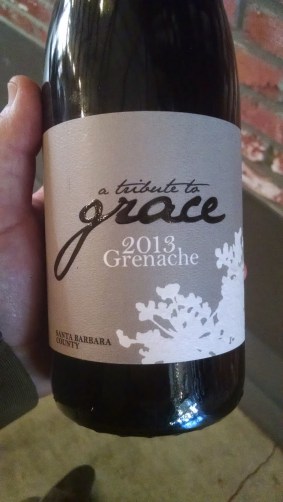 a tribute to
grace
2013
Grenache
SANTA BARBARA
COUNTY